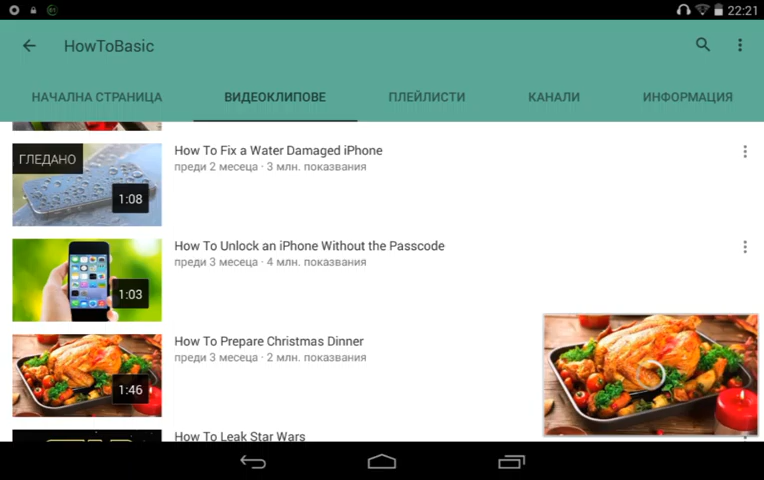 22:21
HowToBasic
НАЧАЛНА СТРАНИЦА
ВИДЕОКЛИПОВЕ
ПЛЕЙЛИСТИ
КАНАЛИ
ИНФОРМАЦИЯ
ГЛЕДАНО
1:08
How To Fix a Water Damaged iPhone
преди 2 месеца · 3 млн. показвания
1:03
How To Unlock an iPhone Without the Passcode
преди 3 месеца · 4 млн. показвания
1:46
How To Prepare Christmas Dinner
преди 3 месеца · 2 млн. показвания
How To Leak Star Wars